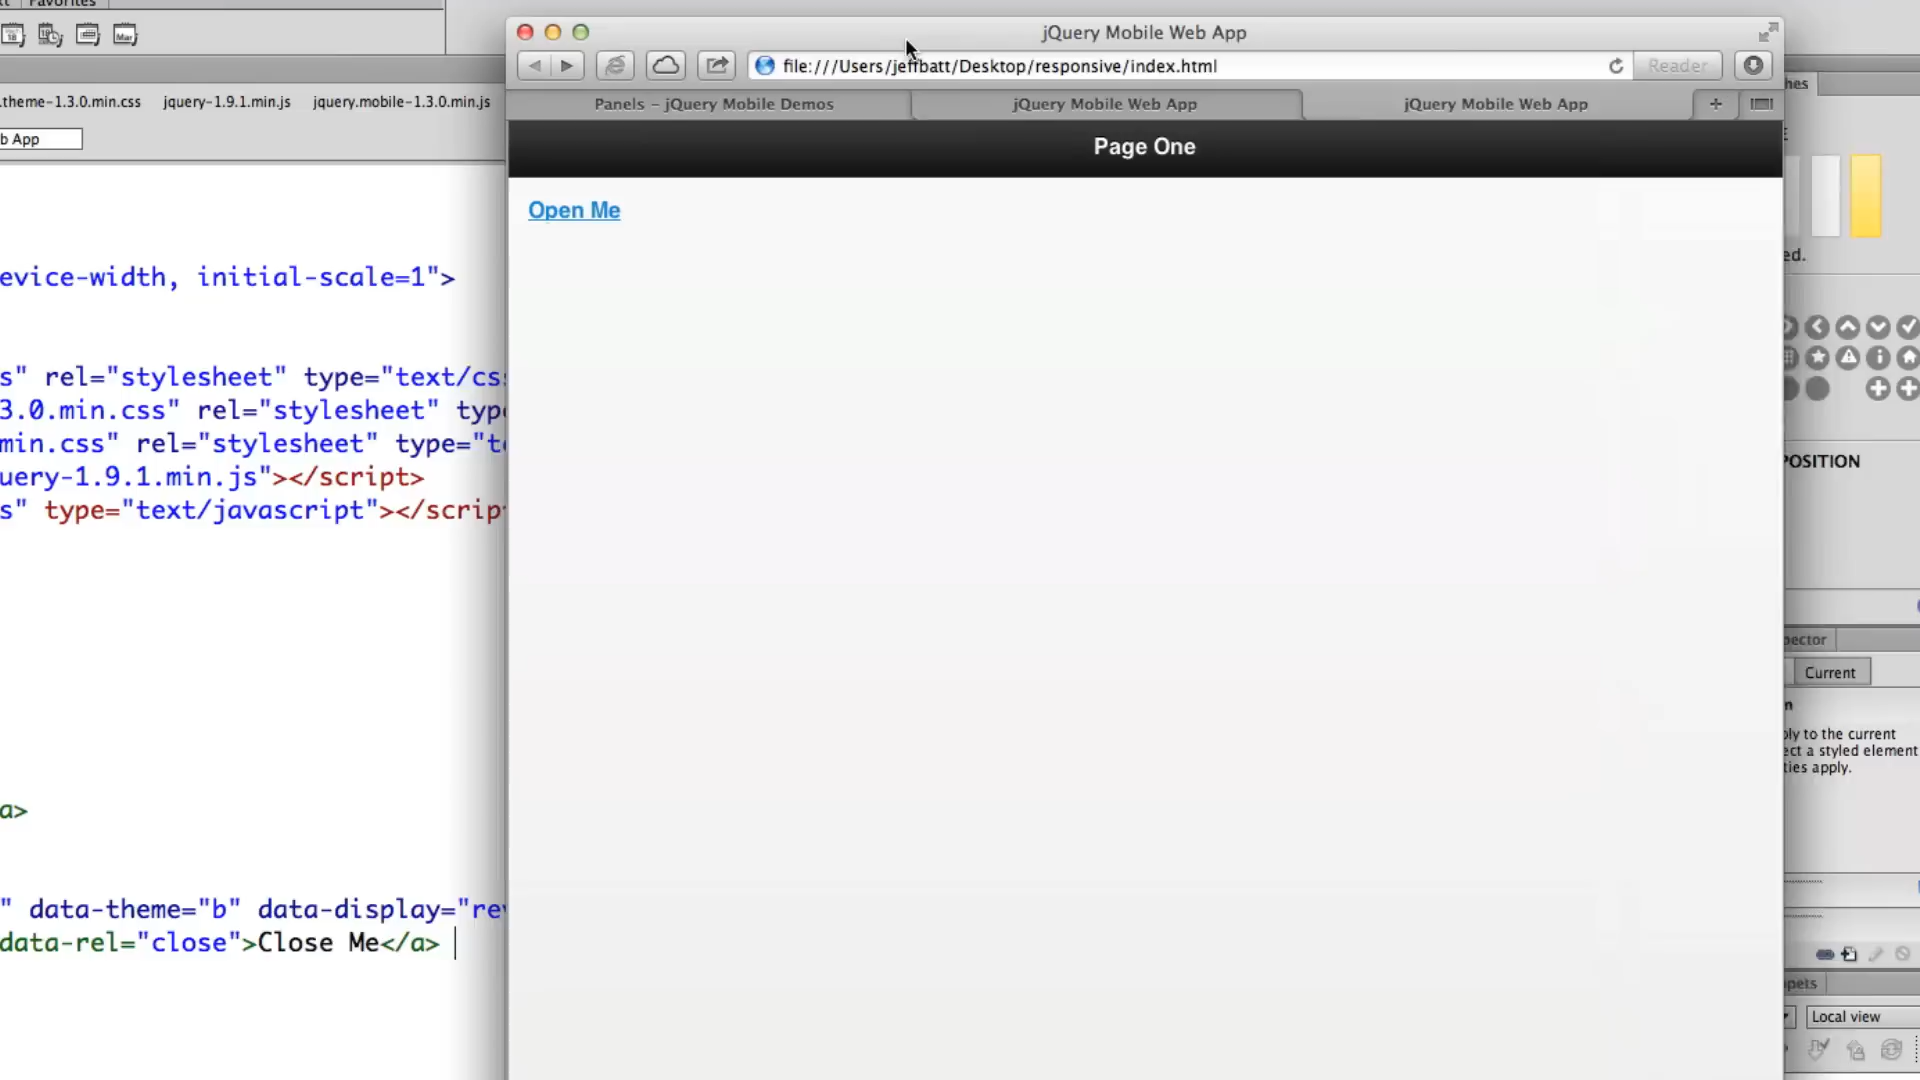 Favorites
jQuery Mobile Web App
file:///Users/jeffbatt/Desktop/responsive/index.html
Reader
.theme-1.3.0.min.css jquery-1.9.1.min.js jquery.mobile-1.3.0.min.js
Panels – jQuery Mobile Demos
jQuery Mobile Web App
jQuery Mobile Web App
b App
Page One
Open Me
evice-width, initial-scale=1">
s" rel="stylesheet" type="text/css
3.0.min.css" rel="stylesheet" typ
min.css" rel="stylesheet" type="t
uery-1.9.1.min.js"></script>
s" type="text/javascript"></scrip
a>
" data-theme="b" data-display="re
data-rel="close">Close Me</a>
hes
ed.
POSITION
pector
Current
n
ply to the current
ect a styled element
ties apply.
pets
Local view
18
Mar